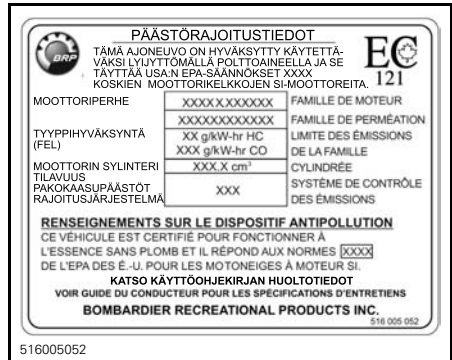 PÄÄSTÖRAJOITUSTIEDOT
BRP
TÄMÄ AJONEUVO ON HYVÄKSYTTY KÄYTETTÄ-
VÄKSI LYIJYTTÖMÄLLÄ POLTTOAINEELLA JA SE
TÄYTTÄÄ USA:N EPA-SÄÄNNÖKSET XXXX
KOSKIEN MOOTTORIKELKKOJEN SI-MOOTTOREITA.
EC
121
MOOTTORIPERHE XXXXX.XXXXXX FAMILLE DE MOTEUR
XXXXXXXXXXXX FAMILLE DE PERMÉATION
TYYPPIHYVÄKSYNTÄ XX g/kW-hr HC LIMITE DES ÉMISSIONS
(FEL) XXX g/kW-hr CO DE LA FAMILLE
MOOTTORIN SYLINTERI XXX.X cm³ CYLINDRÉE
TILAVUUS
PAKOKAASUPÄÄSTÖT XXX SYSTÈME DE CONTRÔLE
RAJOITUSJÄRJESTELMÄ DES ÉMISSIONS
RENSEIGNEMENTS SUR LE DISPOSITIF ANTIPOLLUTION
CE VÉHICULE EST CERTIFIÉ POUR FONCTIONNER À
L'ESSENCE SANS PLOMB ET IL RÉPOND AUX NORMES XXXX
DE L'EPA DES É.-U. POUR LES MOTONEIGES À MOTEUR SI.
KATSO KÄYTTÖOHJEKIRJAN HUOLTOTIEDOT
VOIR GUIDE DU CONDUCTEUR POUR LES SPÉCIFICATIONS D'ENTRETIENS
BOMBARDIER RECREATIONAL PRODUCTS INC.
516 005 052
516005052